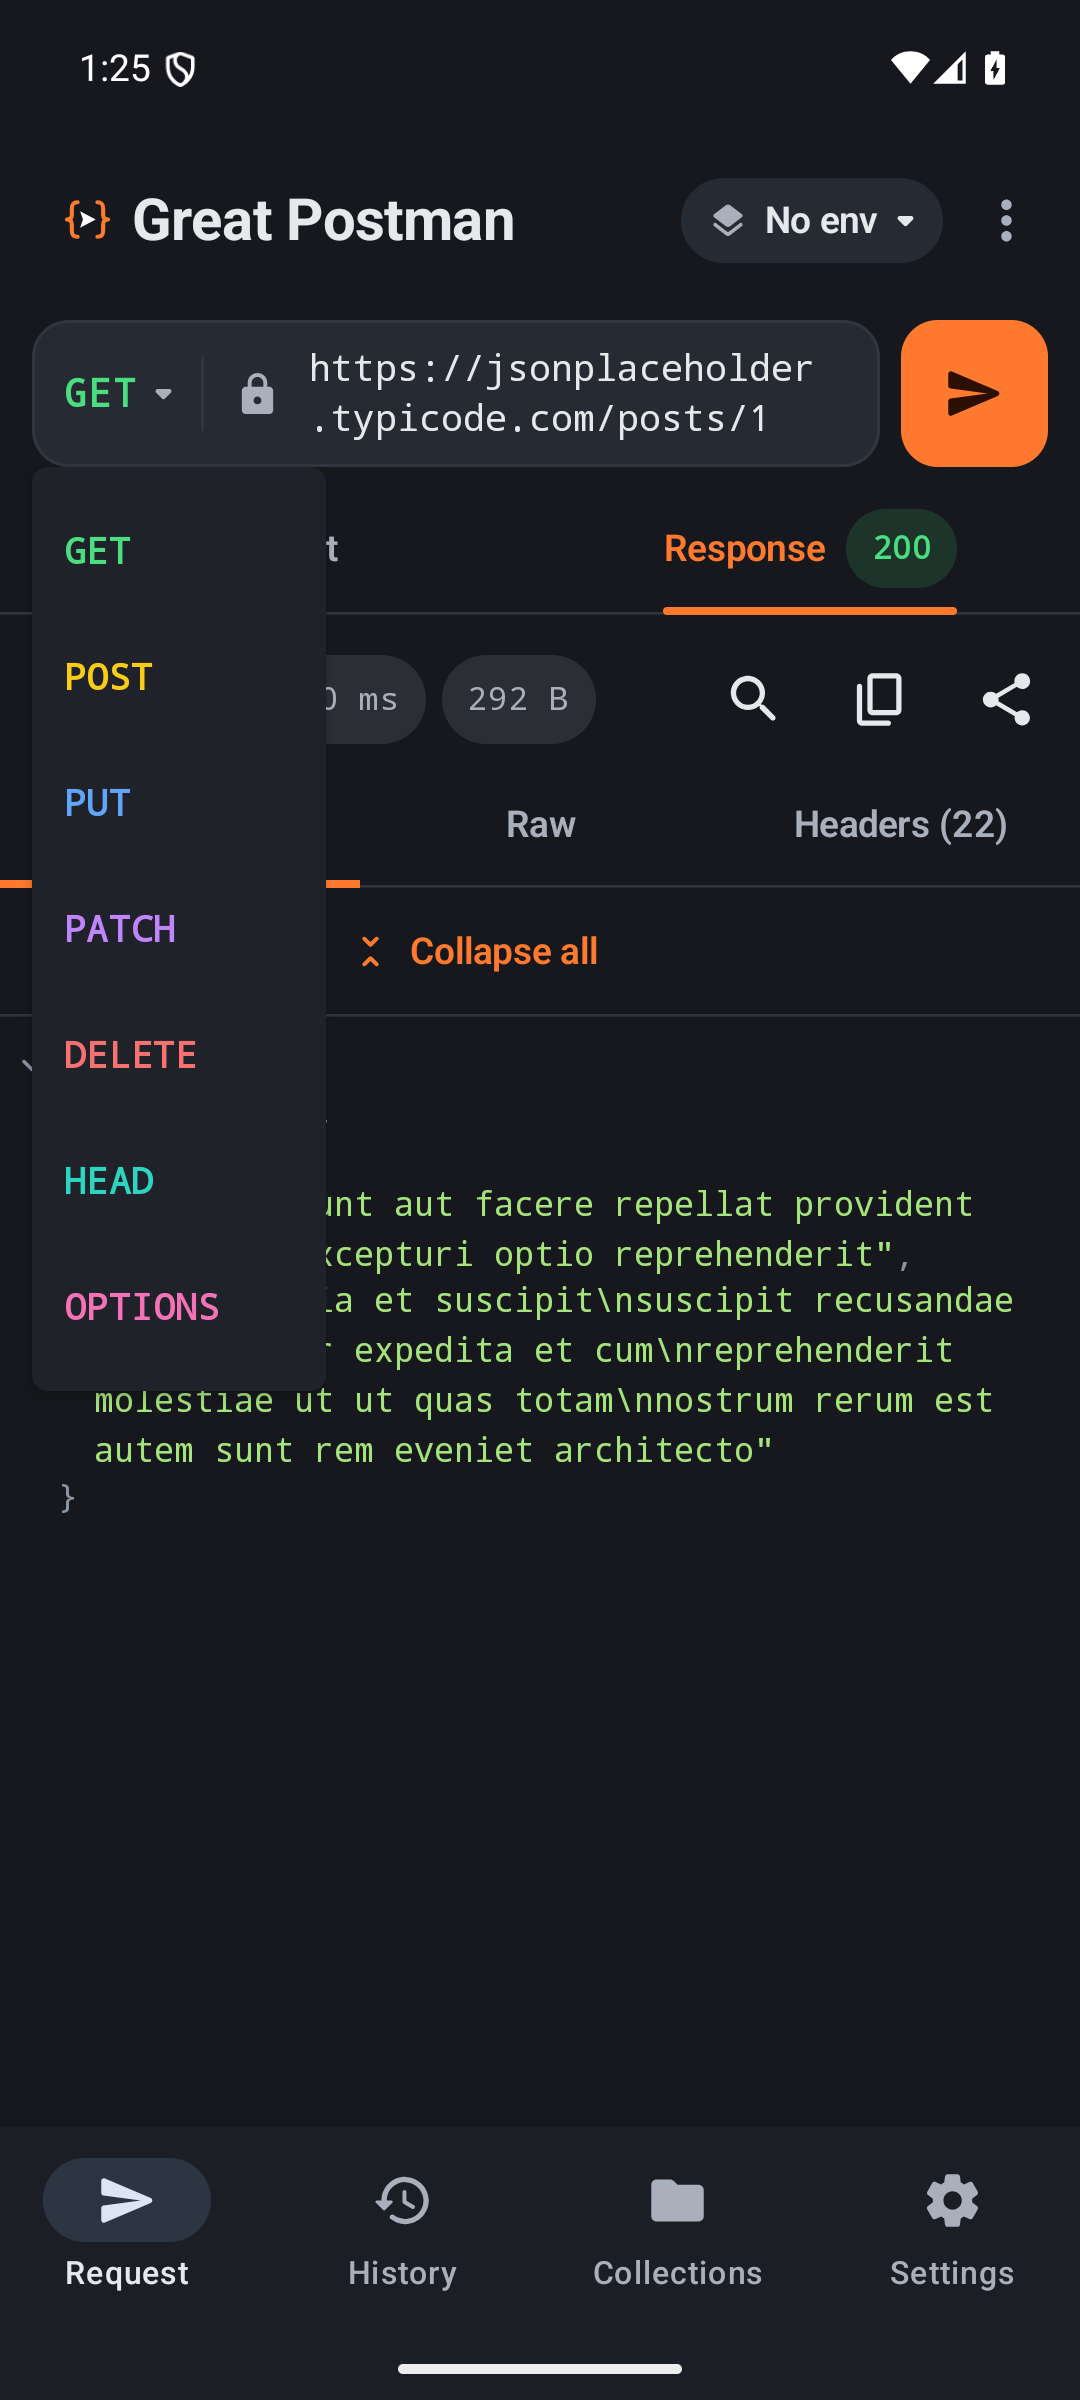 1:25
Great Postman
No env
GET
https://jsonplaceholder
.typicode.com/posts/1
GET
t
Response
200
POST
0 ms
292 B
PUT
Raw
Headers (22)
PATCH
Collapse all
DELETE
HEAD
unt aut facere repellat provident
xcepturi optio reprehenderit",
OPTIONS
ia et suscipit\nsuscipit recusandae
r expedita et cum\nreprehenderit
molestiae ut ut quas totam\nnostrum rerum est
autem sunt rem eveniet architecto"
}
Request
History
Collections
Settings